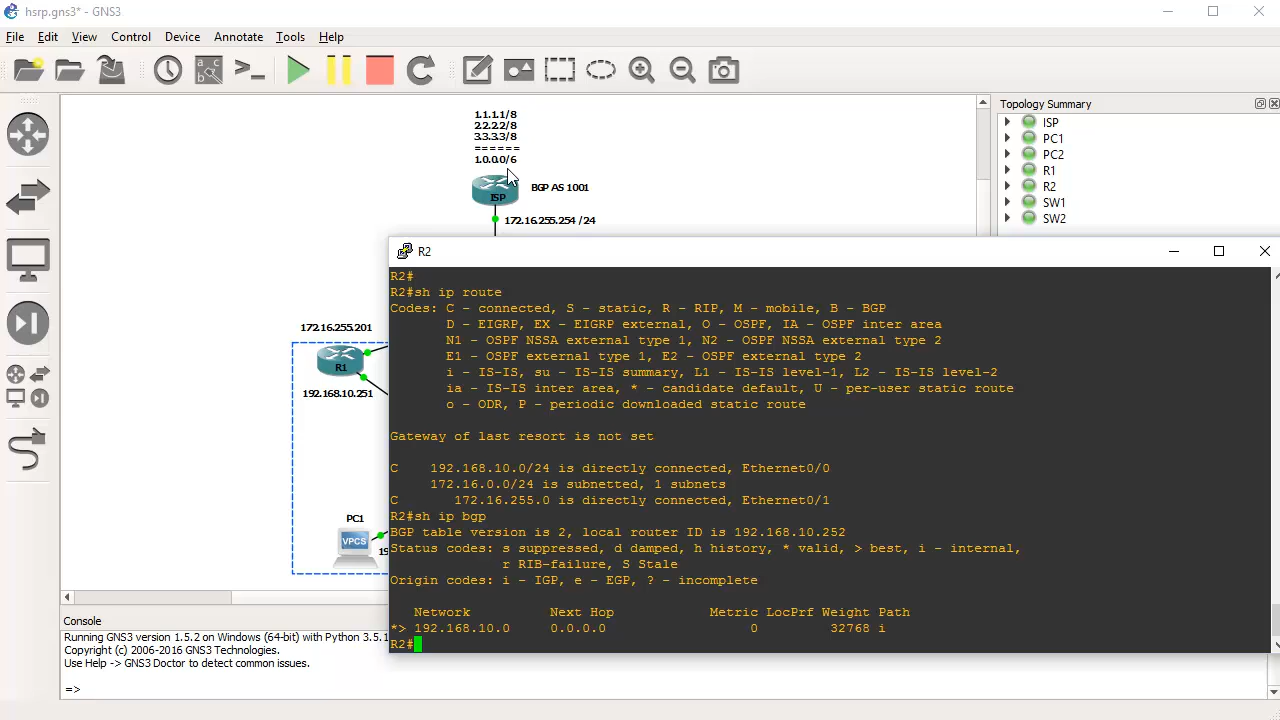 hsrp.gns3* - GNS3
File Edit View Control Device Annotate Tools Help
1.1.1.1/8
2.2.2.2/8
3.3.3.3/8
======
1.0.0.0/6
BGP AS 1001
ISP
172.16.255.254 /24
172.16.255.201
R1
192.168.10.251
PC1
VPCS
19
Topology Summary
ISP
PC1
PC2
R1
R2
SW1
SW2
R2
R2#
R2#sh ip route
Codes: C - connected, S - static, R - RIP, M - mobile, B - BGP
D - EIGRP, EX - EIGRP external, O - OSPF, IA - OSPF inter area
N1 - OSPF NSSA external type 1, N2 - OSPF NSSA external type 2
E1 - OSPF external type 1, E2 - OSPF external type 2
i - IS-IS, su - IS-IS summary, L1 - IS-IS level-1, L2 - IS-IS level-2
ia - IS-IS inter area, * - candidate default, U - per-user static route
o - ODR, P - periodic downloaded static route
Gateway of last resort is not set
C 192.168.10.0/24 is directly connected, Ethernet0/0
172.16.0.0/24 is subnetted, 1 subnets
C 172.16.255.0 is directly connected, Ethernet0/1
R2#sh ip bgp
BGP table version is 2, local router ID is 192.168.10.252
Status codes: s suppressed, d damped, h history, * valid, > best, i - internal,
r RIB-failure, S Stale
Origin codes: i - IGP, e - EGP, ? - incomplete
Network Next Hop Metric LocPrf Weight Path
*> 192.168.10.0 0.0.0.0 0 32768 i
R2#
Console
Running GNS3 version 1.5.2 on Windows (64-bit) with Python 3.5.1
Copyright (c) 2006-2016 GNS3 Technologies.
Use Help -> GNS3 Doctor to detect common issues.
=>